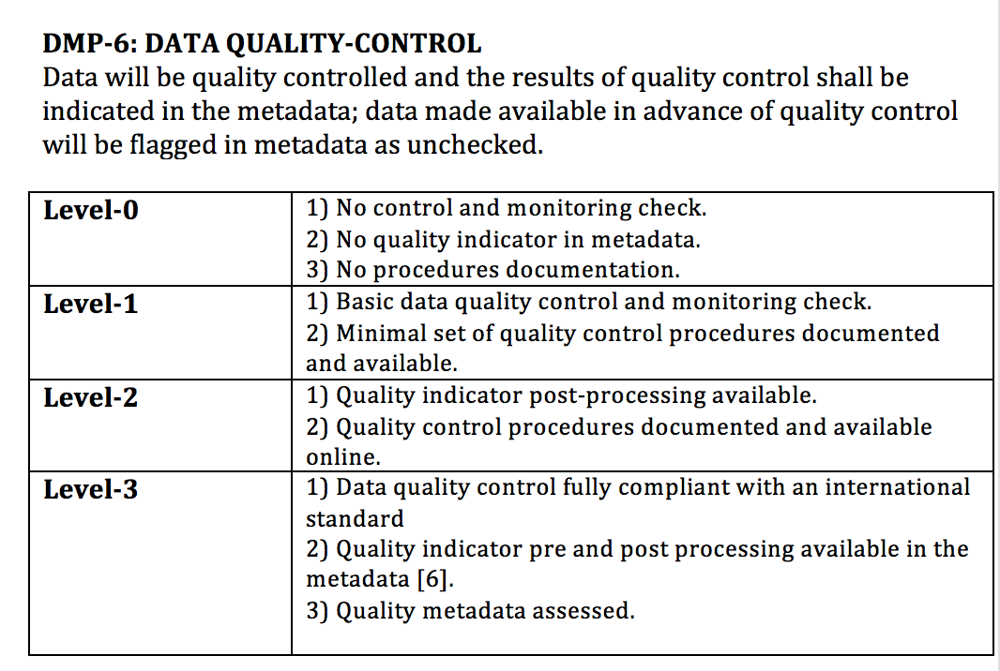 DMP-6: DATA QUALITY-CONTROL
Data will be quality controlled and the results of quality control shall be
indicated in the metadata; data made available in advance of quality control
will be flagged in metadata as unchecked.
Level-0
1) No control and monitoring check.
2) No quality indicator in metadata.
3) No procedures documentation.
Level-1
1) Basic data quality control and monitoring check.
2) Minimal set of quality control procedures documented
and available.
Level-2
1) Quality indicator post-processing available.
2) Quality control procedures documented and available
online.
Level-3
1) Data quality control fully compliant with an international
standard
2) Quality indicator pre and post processing available in the
metadata [6].
3) Quality metadata assessed.